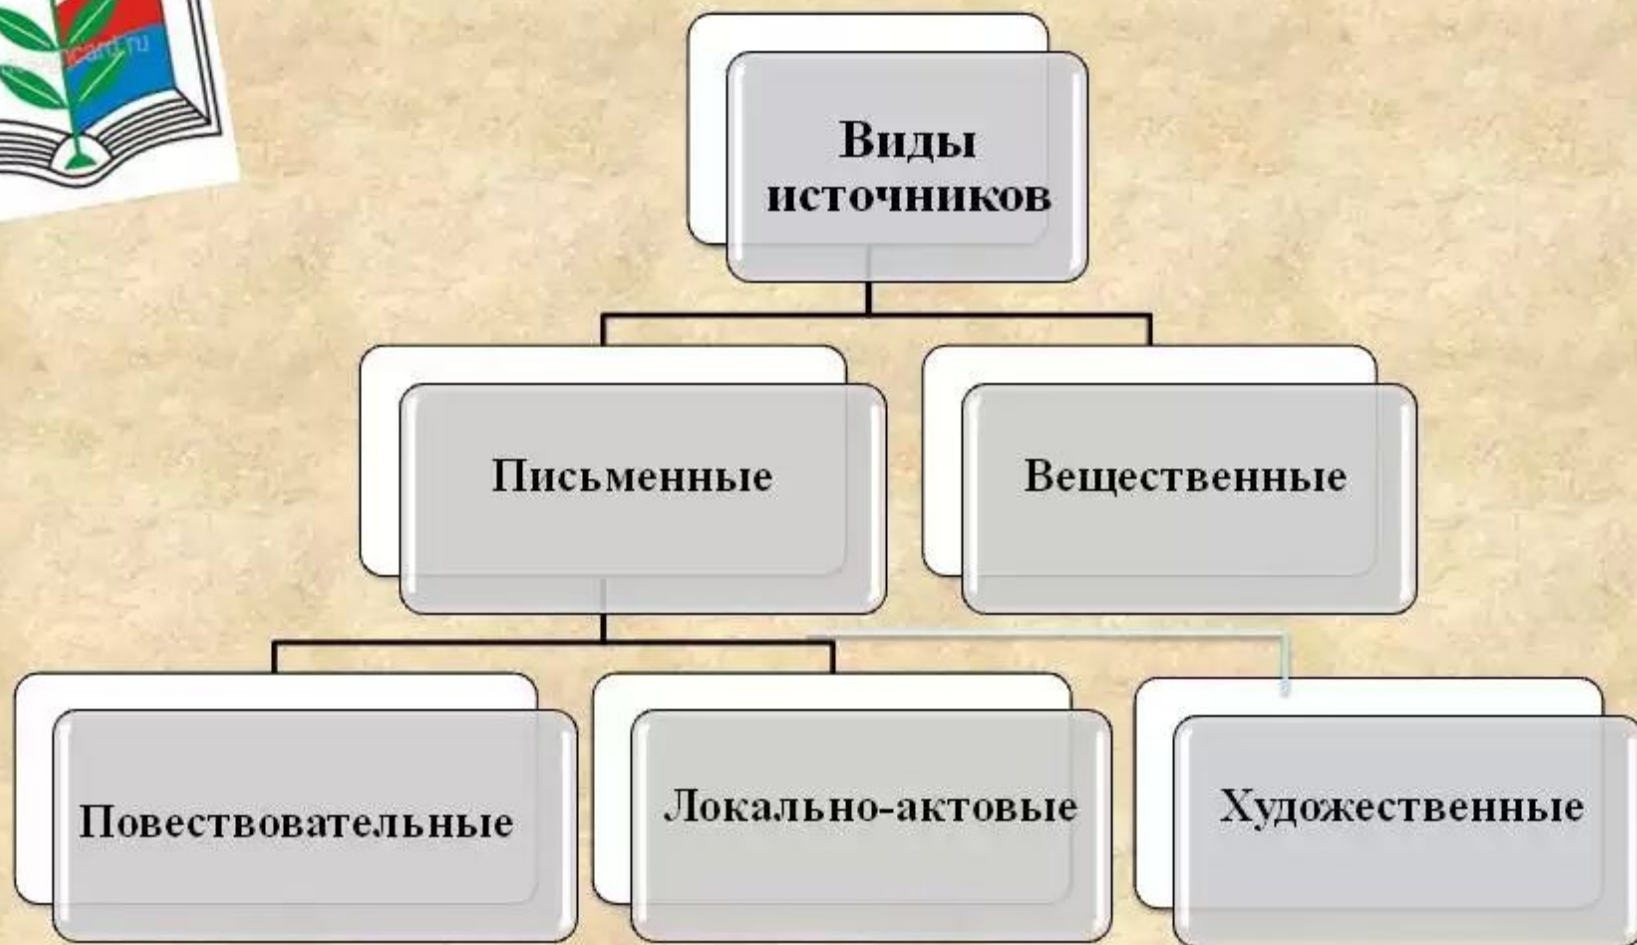 Виды
источников
Письменные
Вещественные
Повествовательные
Локально-актовые
Художественные